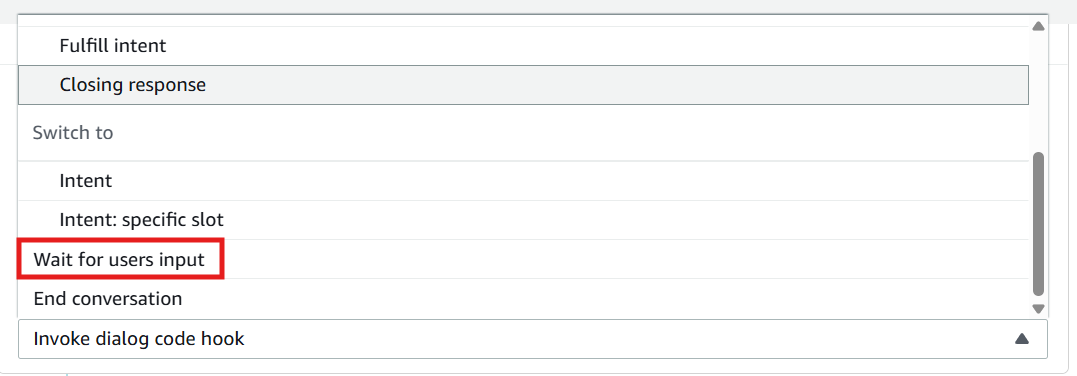 Fulfill intent
Closing response
Switch to
Intent
Intent: specific slot
Wait for users input
End conversation
Invoke dialog code hook